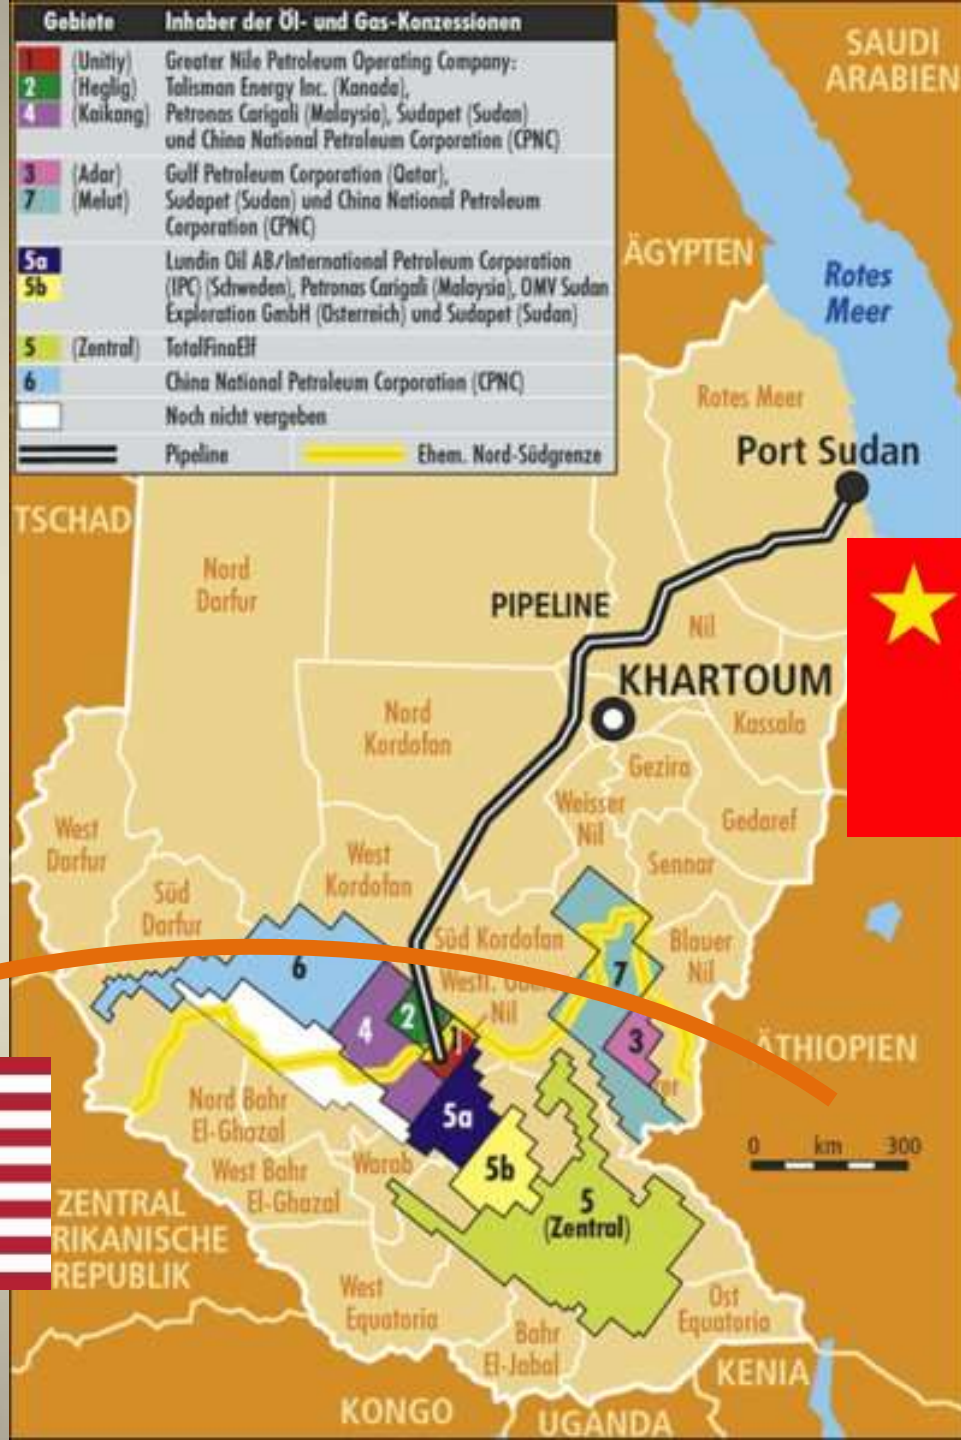 Gebiete Inhaber der Öl- und Gas-Konzessionen
1 (Unitiy) Greater Nile Petroleum Operating Company:
2 (Heglig) Talisman Energy Inc. (Kanada),
4 (Kaikang) Petronas Carigali (Malaysia), Sudapet (Sudan)
und China National Petroleum Corporation (CPNC)
3 (Adar) Gulf Petroleum Corporation (Qatar),
7 (Melut) Sudapet (Sudan) und China National Petroleum
Corporation (CPNC)
5a Lundin Oil AB/International Petroleum Corporation
5b (IPC) (Schweden), Petronas Carigali (Malaysia), OMV Sudan
Exploration GmbH (Österreich) und Sudapet (Sudan)
5 (Zentral) TotalFinaElf
6 China National Petroleum Corporation (CPNC)
Noch nicht vergeben
Pipeline Ehem. Nord-Südgrenze
SAUDI
ARABIEN
ÄGYPTEN
Rotes
Meer
Rotes Meer
Port Sudan
TSCHAD
Nord
Darfur
PIPELINE
Nil
KHARTOUM
Nord
Kordofan
Kassala
Gezira
Weisser
Nil
Gedaref
West
Darfur
West
Kordofan
Sennar
Süd
Darfur
Süd Kordofan
Blauer
Nil
6
7
Westl.
Nil
4
2
1
3
ÄTHIOPIEN
5a
Nord Bahr
El-Ghazal
0 km 300
West Bahr
El-Ghazal
Warab
5b
5
(Zentral)
ZENTRAL
RIKANISCHE
REPUBLIK
West
Equatoria
Ost
Equatoria
Bahr
El-Jabal
KENIA
KONGO
UGANDA